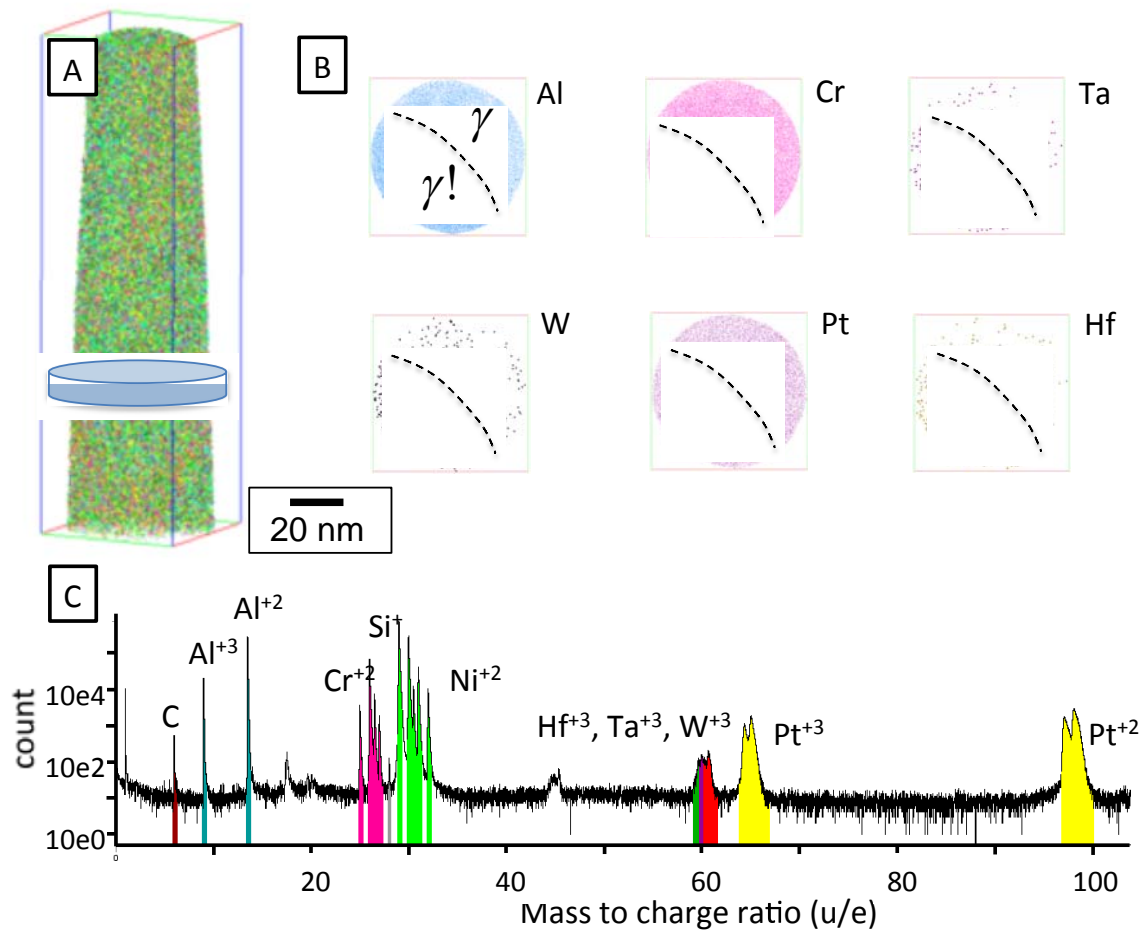 A
B
Al
Cr
Ta
γ
γ!
W
Pt
Hf
20 nm
C
Al+2
Al+3
Si+
Cr+2
Ni+2
C
Hf+3, Ta+3, W+3
Pt+3
Pt+2
count
10e4
10e2
10e0
0
20
40
60
80
100
Mass to charge ratio (u/e)